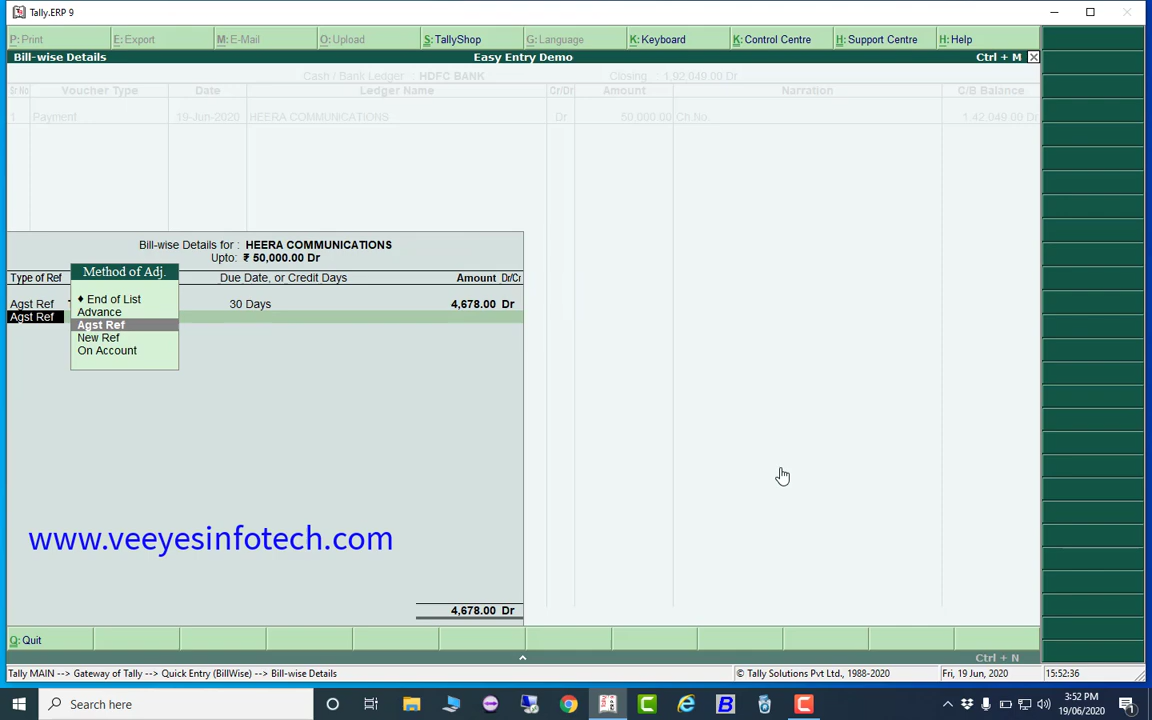 Tally.ERP 9
P: Print E: Export M: E-Mail O: Upload S: TallyShop G: Language K: Keyboard K: Control Centre H: Support Centre H: Help
Bill-wise Details Easy Entry Demo Ctrl + M
Cash / Bank Ledger : HDFC BANK Closing : 1,92,049.00 Dr
Sr No Voucher Type Date Ledger Name Cr/Dr Amount Narration C/B Balance
1 Payment 19-Jun-2020 HEERA COMMUNICATIONS Dr 50,000.00 Ch.No. 1,42,049.00 Dr
Bill-wise Details for : HEERA COMMUNICATIONS
Upto: ₹ 50,000.00 Dr
Type of Ref Due Date, or Credit Days Amount Dr/Cr
Method of Adj.
Agst Ref 30 Days 4,678.00 Dr
Agst Ref
♦ End of List
Advance
Agst Ref
New Ref
On Account
www.veeyesinfotech.com
4,678.00 Dr
Q: Quit
Ctrl + N
Tally MAIN --> Gateway of Tally --> Quick Entry (BillWise) --> Bill-wise Details © Tally Solutions Pvt Ltd., 1988-2020 Fri, 19 Jun, 2020 15:52:36
Search here
3:52 PM
19/06/2020